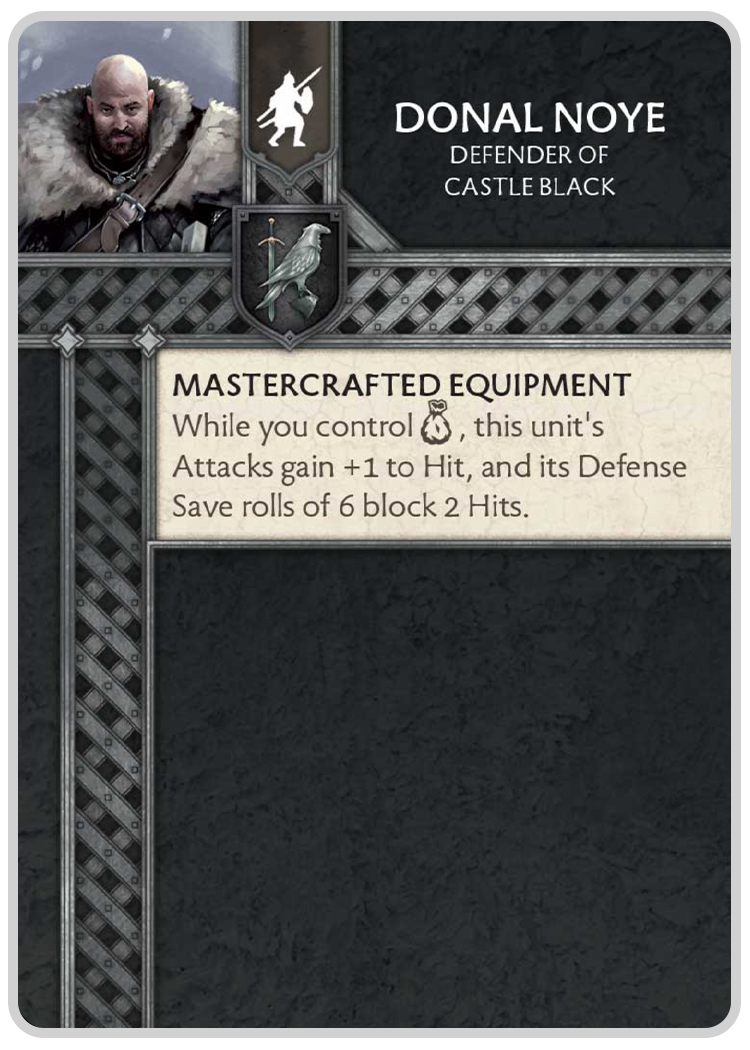 DONAL NOYE
DEFENDER OF
CASTLE BLACK
MASTERCRAFTED EQUIPMENT
While you control , this unit's
Attacks gain +1 to Hit, and its Defense
Save rolls of 6 block 2 Hits.